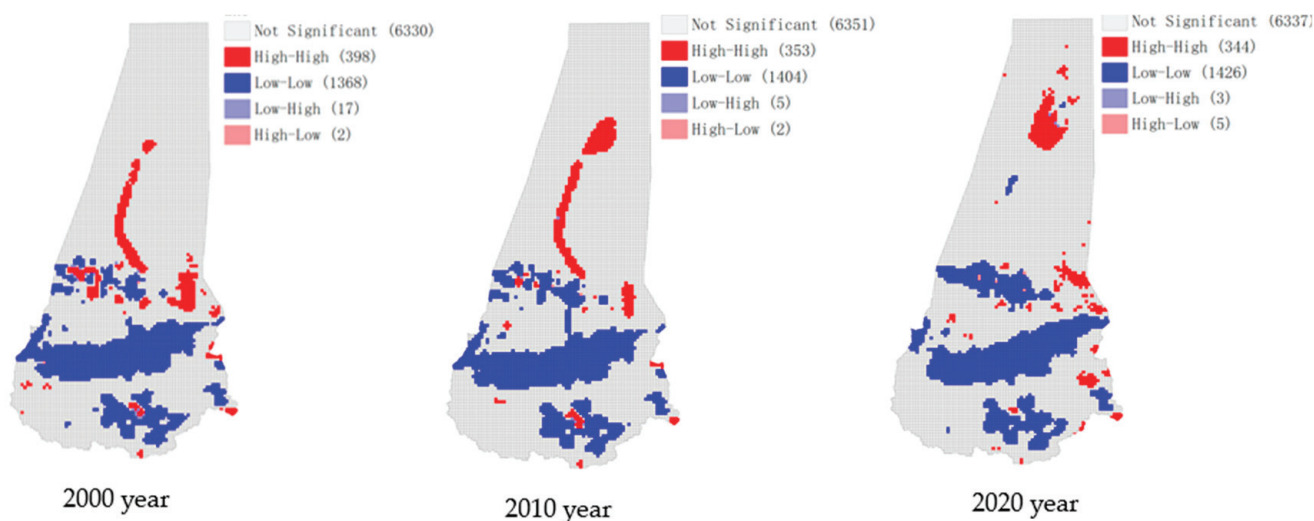 Not Significant (6330)
High-High (398)
Low-Low (1368)
Low-High (17)
High-Low (2)
Not Significant (6351)
High-High (353)
Low-Low (1404)
Low-High (5)
High-Low (2)
Not Significant (6337)
High-High (344)
Low-Low (1426)
Low-High (3)
High-Low (5)
2000 year
2010 year
2020 year